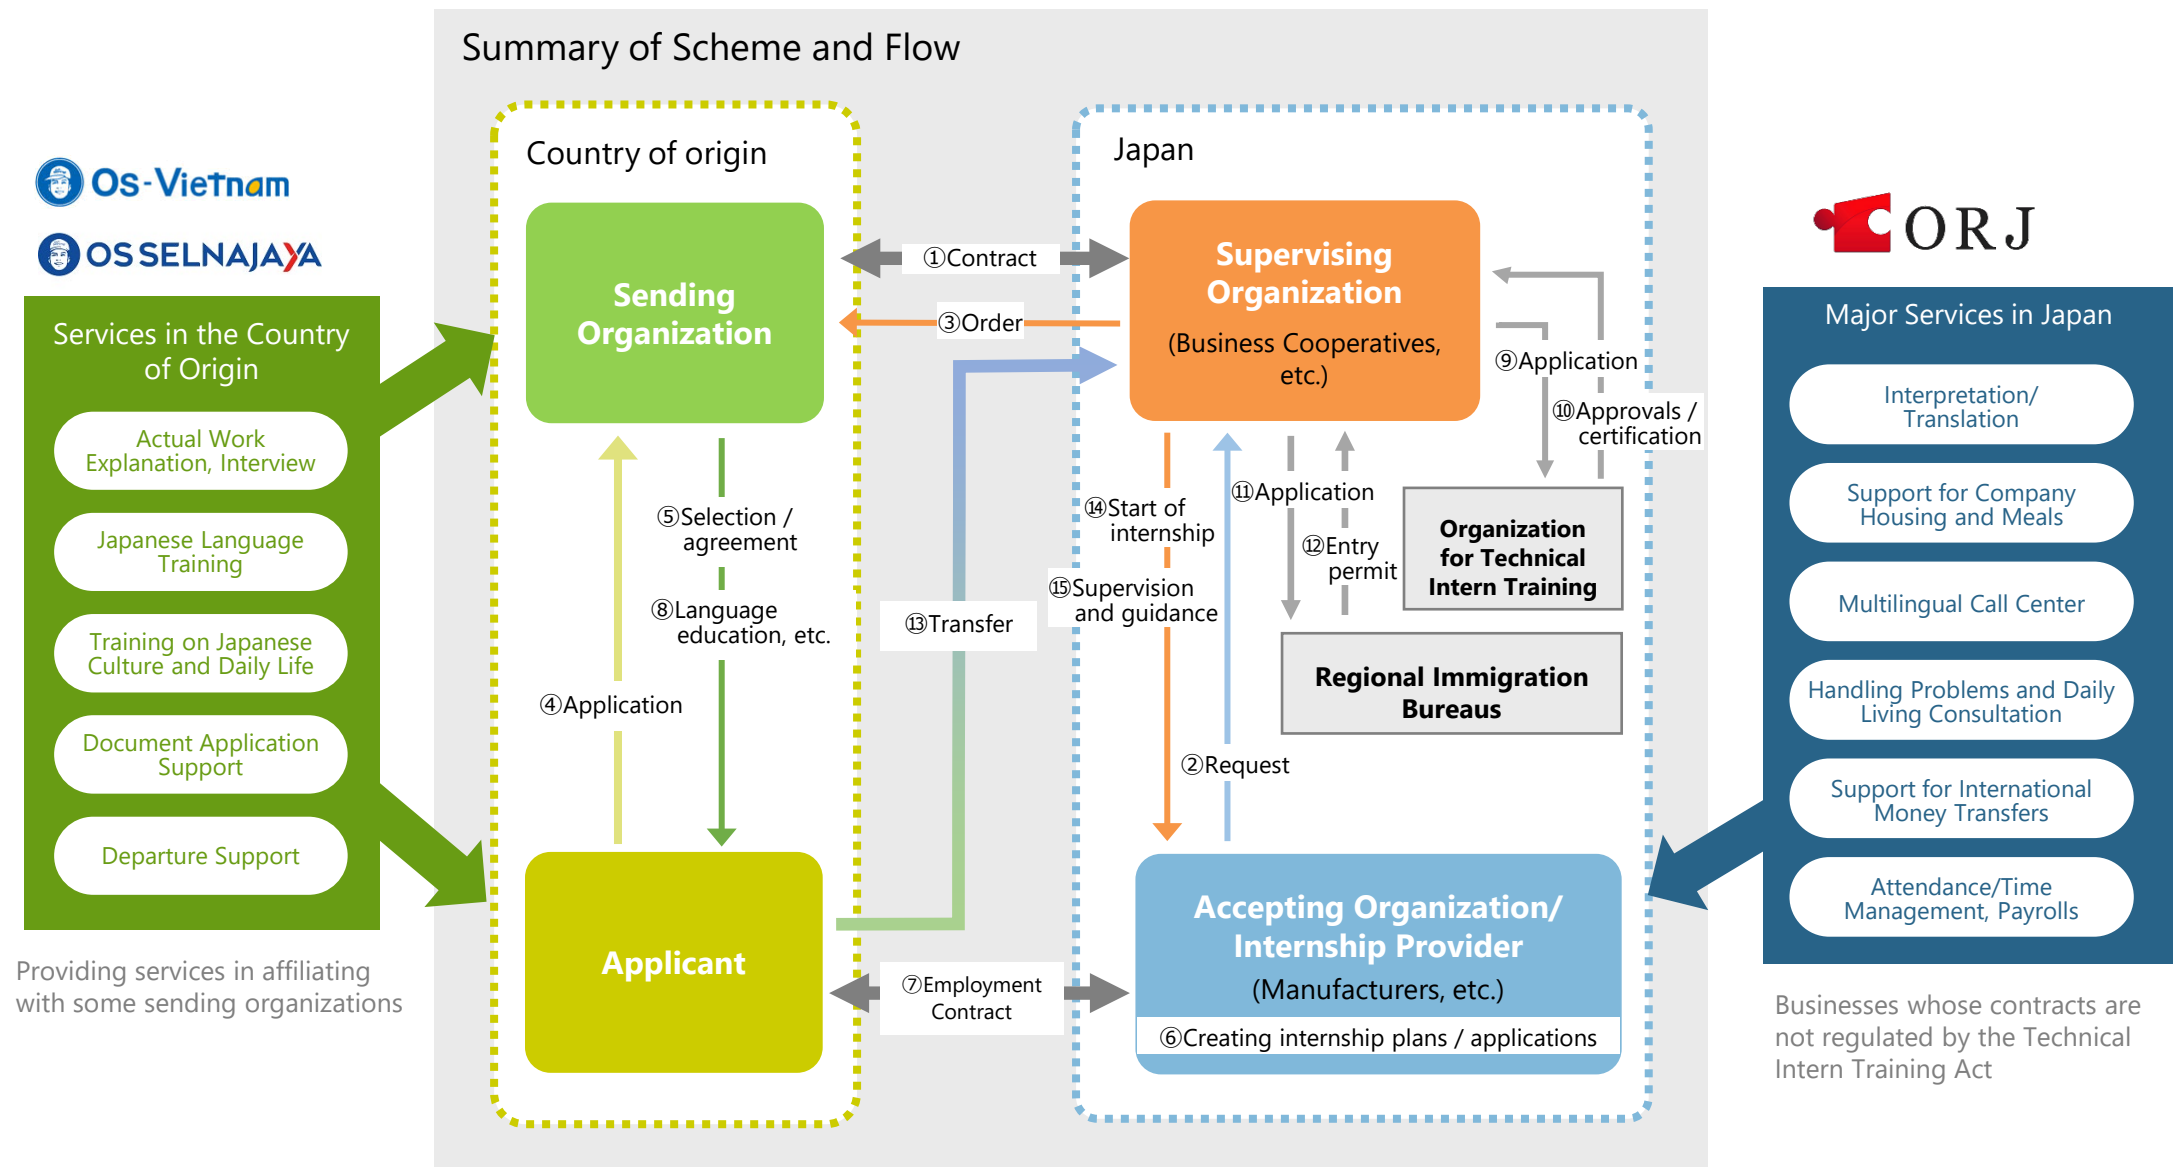 Summary of Scheme and Flow
Os-Vietnam
OS SELNAJAYA
Services in the Country
of Origin
Actual Work
Explanation, Interview
Japanese Language
Training
Training on Japanese
Culture and Daily Life
Document Application
Support
Departure Support
Providing services in affiliating
with some sending organizations
Country of origin
Sending
Organization
④Application
⑤Selection /
agreement
⑧Language
education, etc.
Applicant
①Contract
③Order
⑬Transfer
⑦Employment
Contract
Japan
Supervising
Organization
(Business Cooperatives,
etc.)
⑨Application
⑩Approvals /
certification
⑭Start of
internship
⑪Application
⑫Entry
permit
⑮Supervision
and guidance
②Request
Organization
for Technical
Intern Training
Regional Immigration
Bureaus
Accepting Organization/
Internship Provider
(Manufacturers, etc.)
⑥Creating internship plans / applications
ORJ
Major Services in Japan
Interpretation/
Translation
Support for Company
Housing and Meals
Multilingual Call Center
Handling Problems and Daily
Living Consultation
Support for International
Money Transfers
Attendance/Time
Management, Payrolls
Businesses whose contracts are
not regulated by the Technical
Intern Training Act